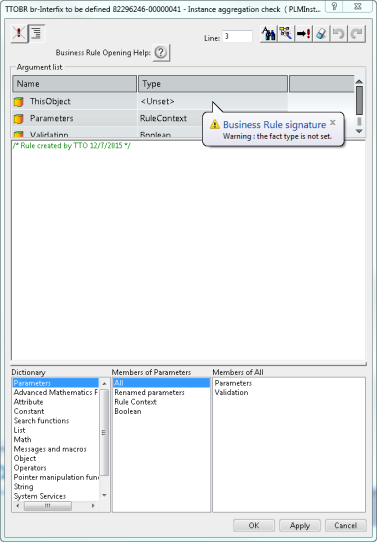 TTOBR br-Interfix to be defined 82296246-00000041 - Instance aggregation check ( PLMInst...
Line: 3
Business Rule Opening Help:
Argument list
Name Type
ThisObject <Unset>
Parameters RuleContext
Validation Boolean
Business Rule signature
Warning : the fact type is not set.
/* Rule created by TTO 12/7/2015 */
Dictionary Members of Parameters Members of All
Parameters All Parameters
Advanced Mathematics F Renamed parameters Validation
Attribute Rule Context
Constant Boolean
Search functions
List
Math
Messages and macros
Object
Operators
Pointer manipulation fun
String
System Services
OK Apply Cancel